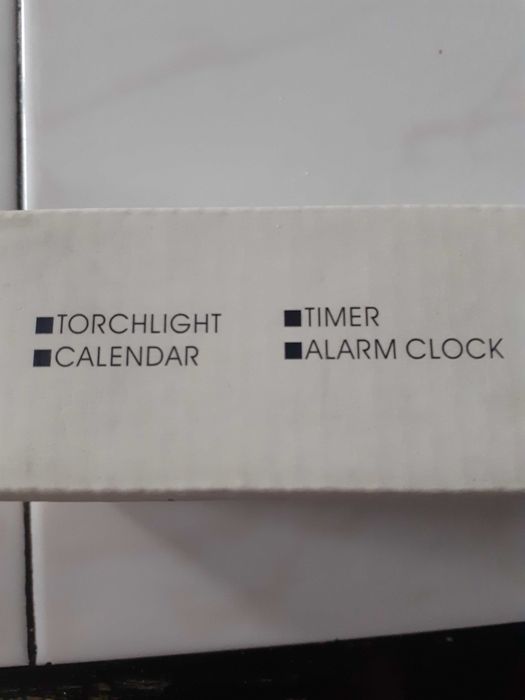 ■TORCHLIGHT
■CALENDAR
■TIMER
■ALARM CLOCK